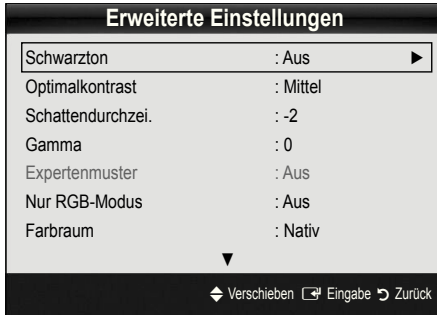 Erweiterte Einstellungen
Schwarzton : Aus ►
Optimalkontrast : Mittel
Schattendurchzei. : -2
Gamma : 0
Expertenmuster : Aus
Nur RGB-Modus : Aus
Farbraum : Nativ
▼
Verschieben Eingabe Zurück